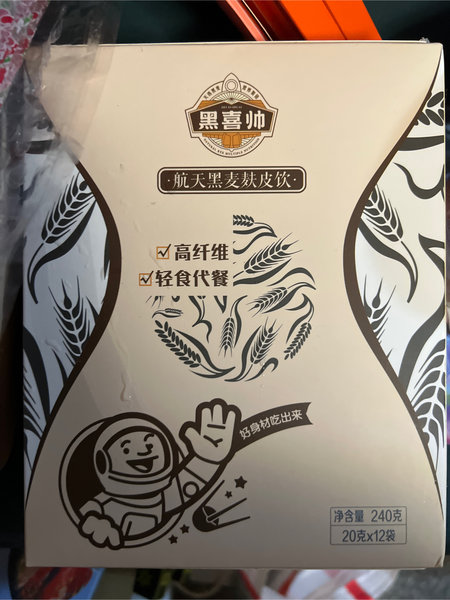 黑喜帅
·航天黑麦麸皮饮·
高纤维
轻食代餐
好身材吃出来
净含量 240克
20克x12袋